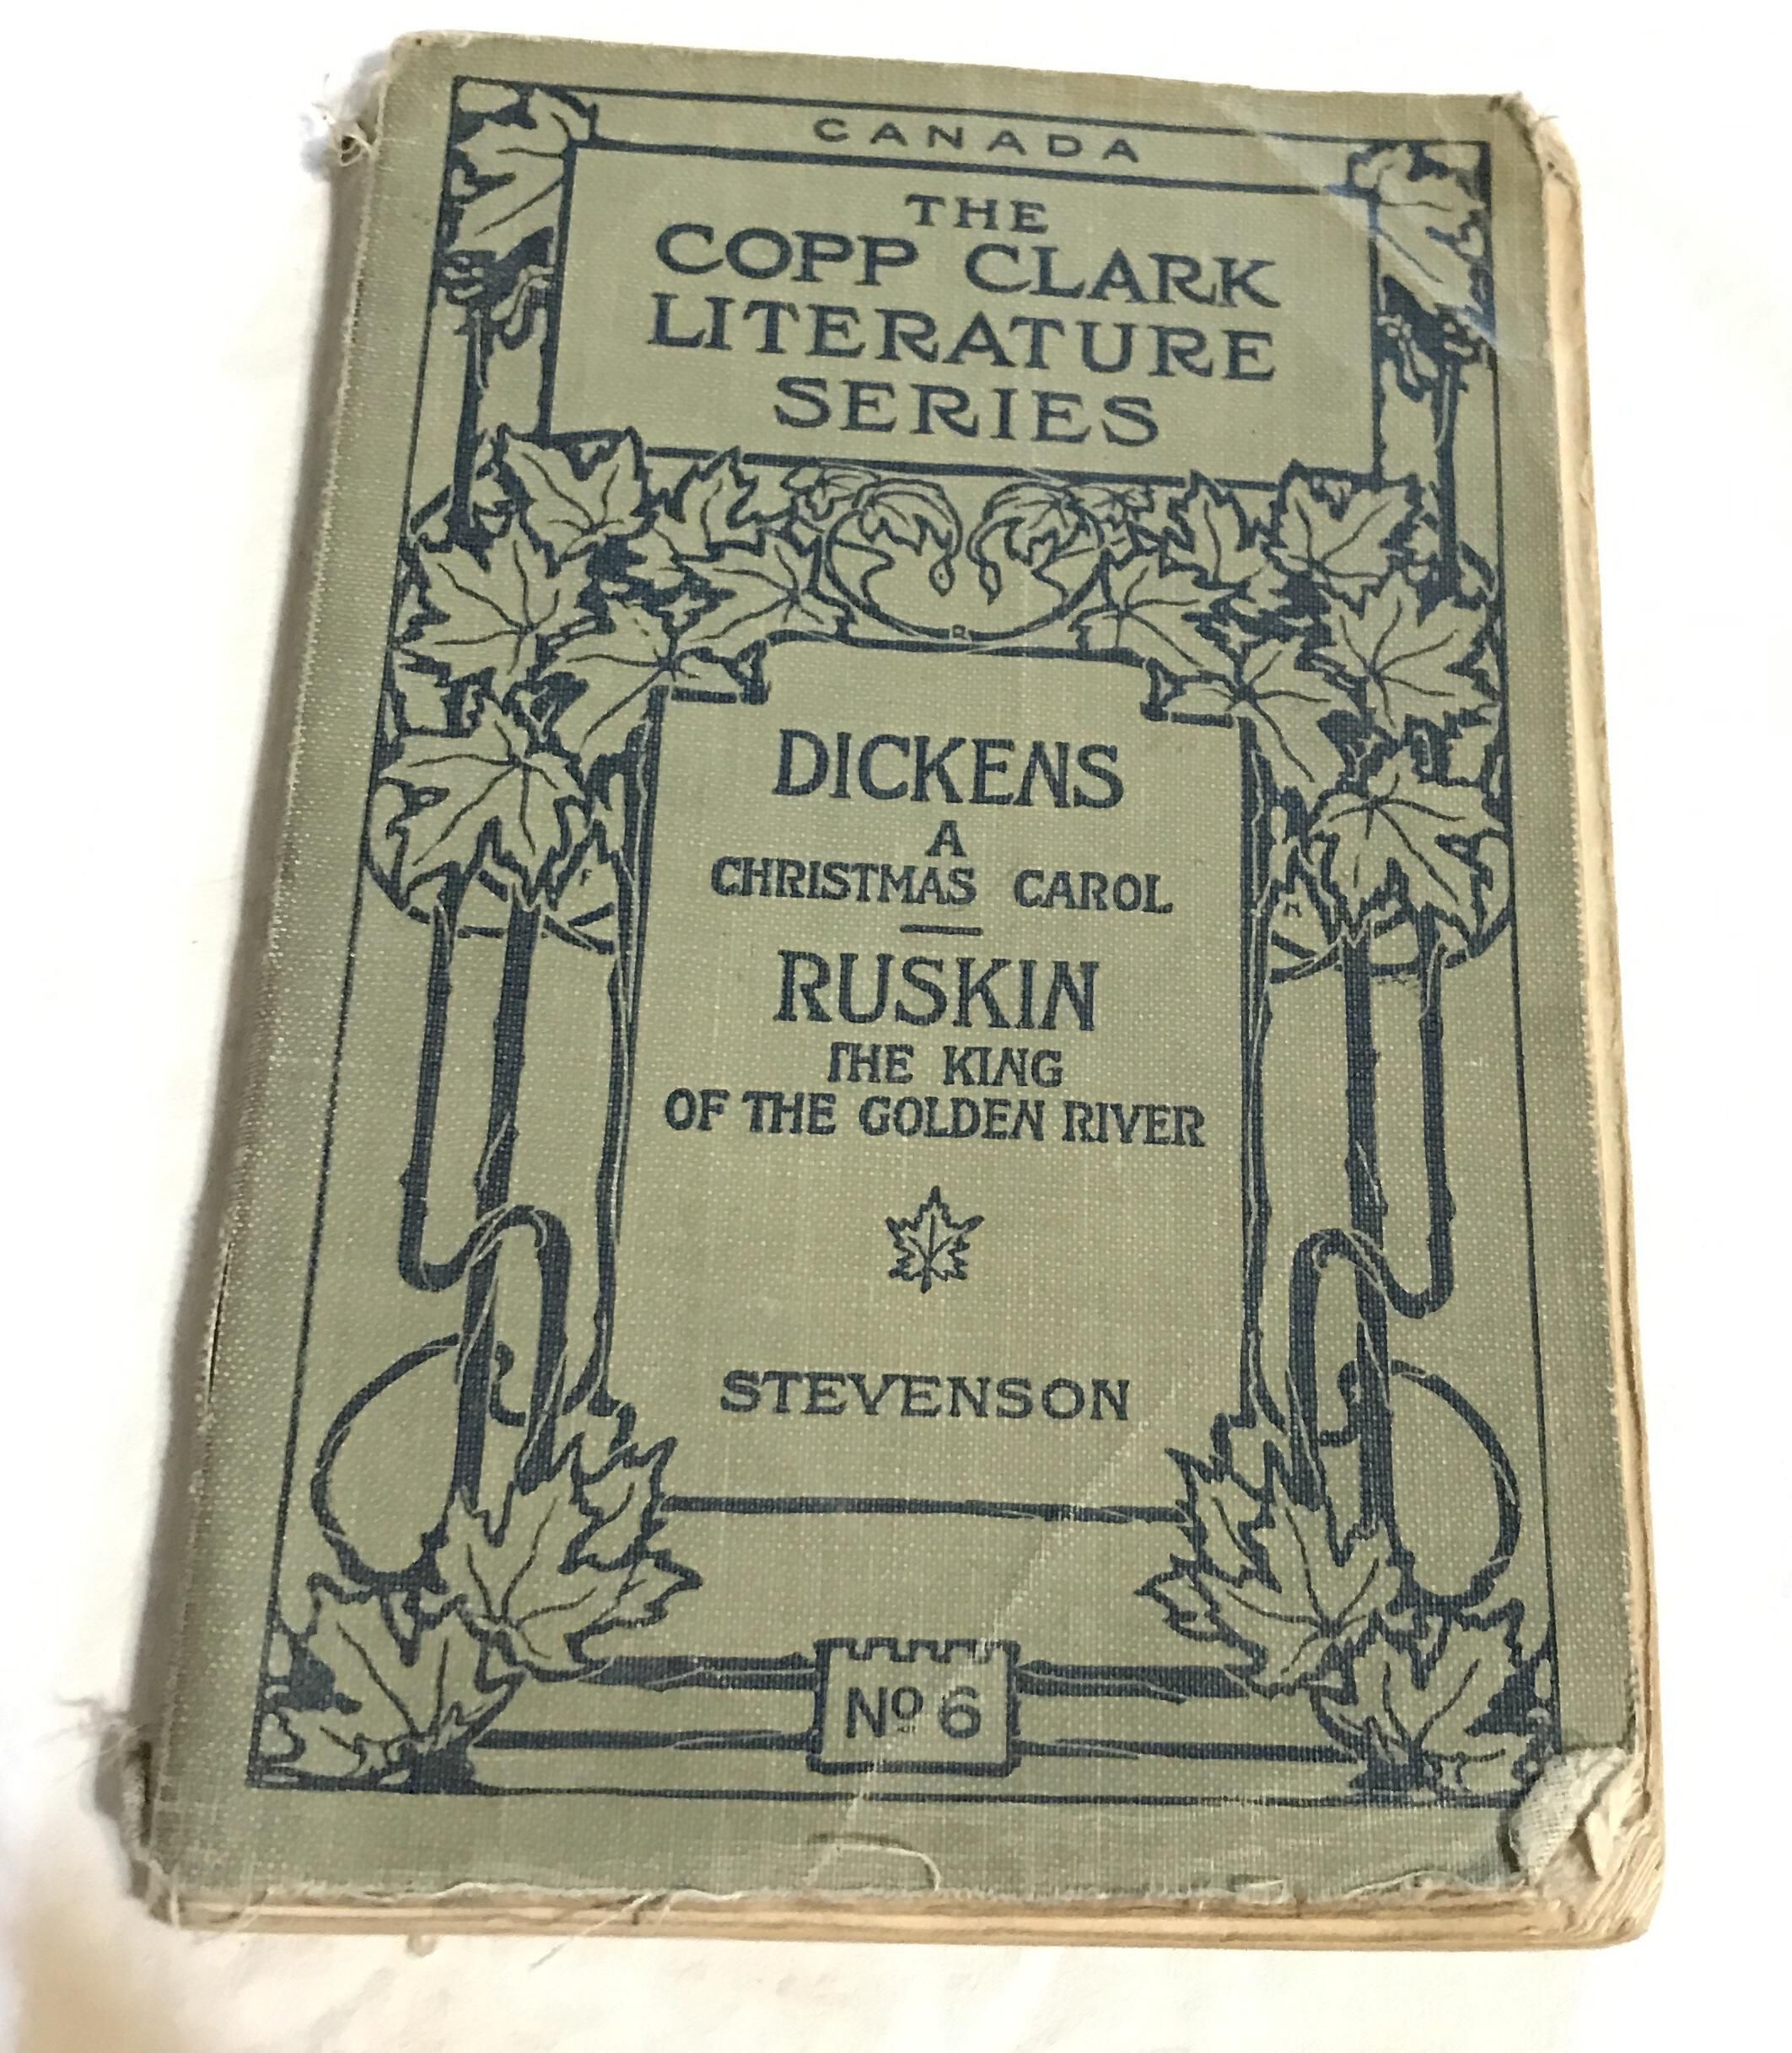 CANADA
THE
COPP CLARK
LITERATURE
SERIES
DICKENS
A
CHRISTMAS CAROL
RUSKIN
THE KING
OF THE GOLDEN RIVER
STEVENSON
Nº 6